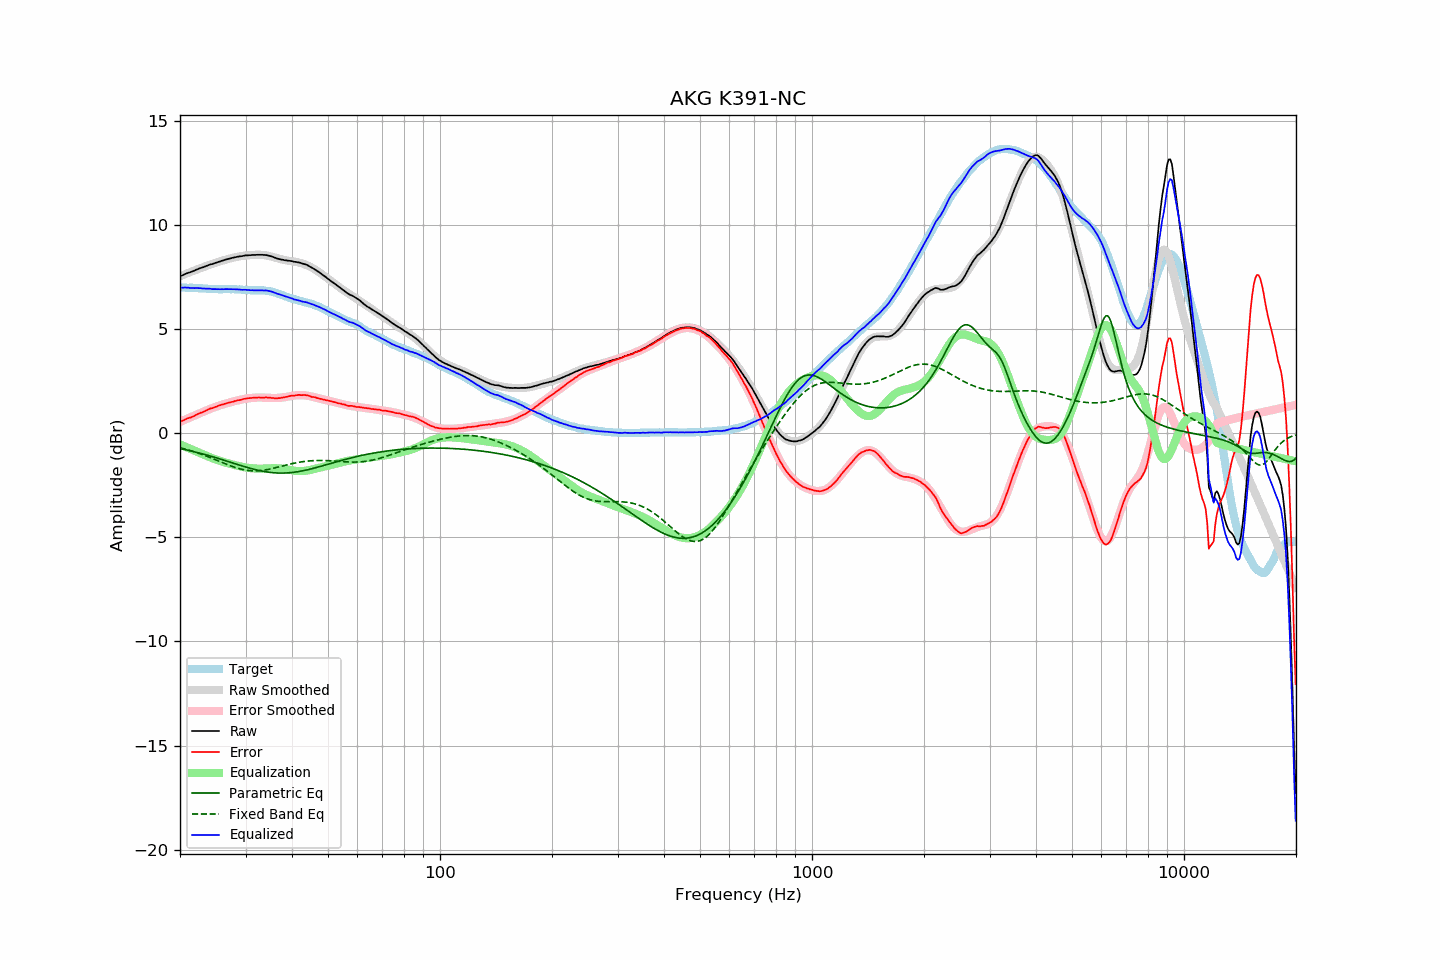 AKG K391-NC
15
10
5
0
−5
−10
−15
−20
Amplitude (dBr)
Target
Raw Smoothed
Error Smoothed
Raw
Error
Equalization
Parametric Eq
Fixed Band Eq
Equalized
100
1000
10000
Frequency (Hz)